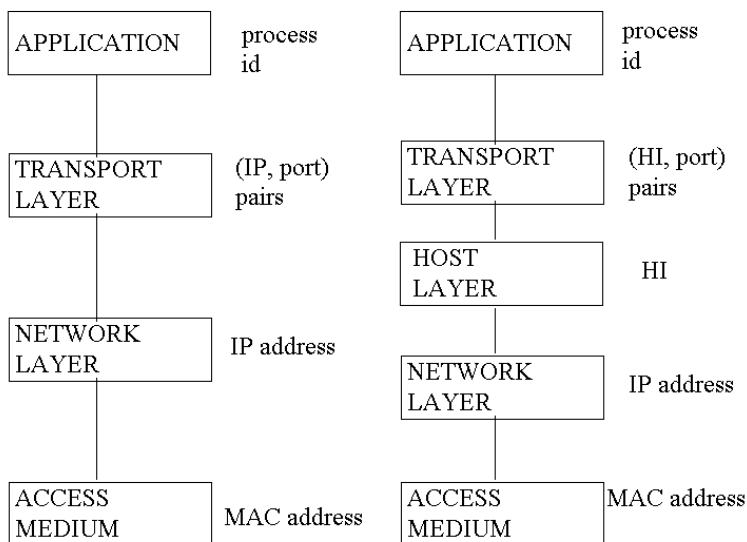 APPLICATION
process
id
TRANSPORT
LAYER
(IP, port)
pairs
NETWORK
LAYER
IP address
ACCESS
MEDIUM
MAC address
APPLICATION
process
id
TRANSPORT
LAYER
(HI, port)
pairs
HOST
LAYER
HI
NETWORK
LAYER
IP address
ACCESS
MEDIUM
MAC address